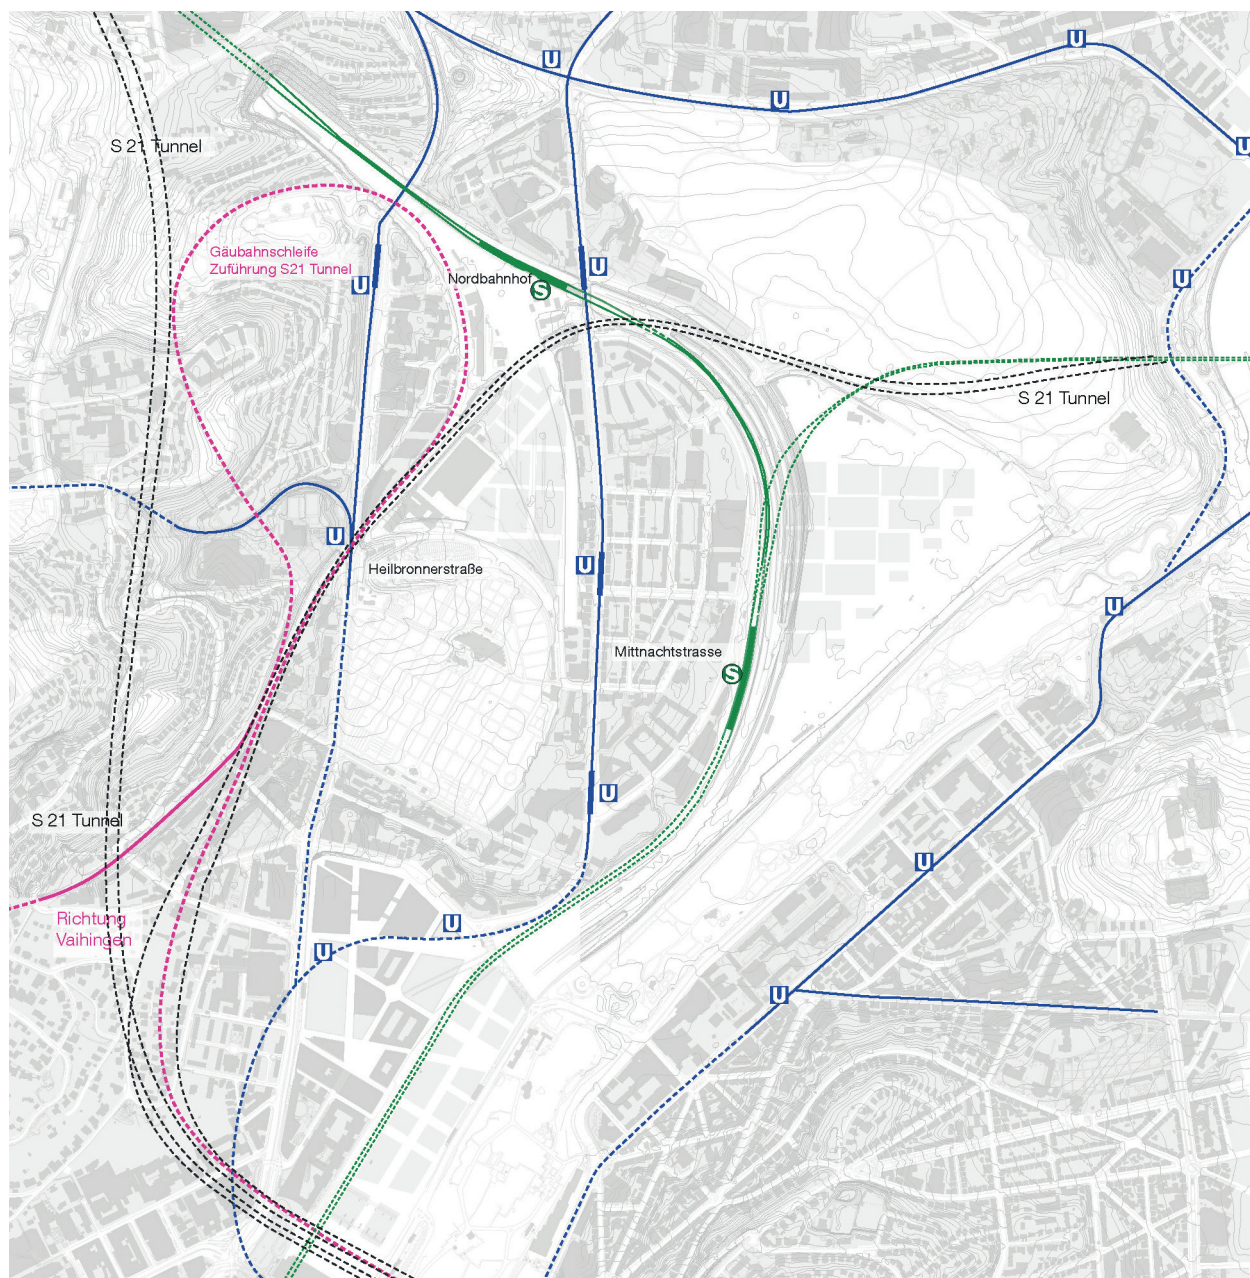 U
U
U
S 21 Tunnel
U
Gäubahnschleife
Zuführung S21 Tunnel
U
Nordbahnhof
S
U
U
S 21 Tunnel
U
Heilbronnerstraße
U
U
Mittnachtstrasse
S
U
S 21 Tunnel
U
Richtung
Vaihingen
U
U
U